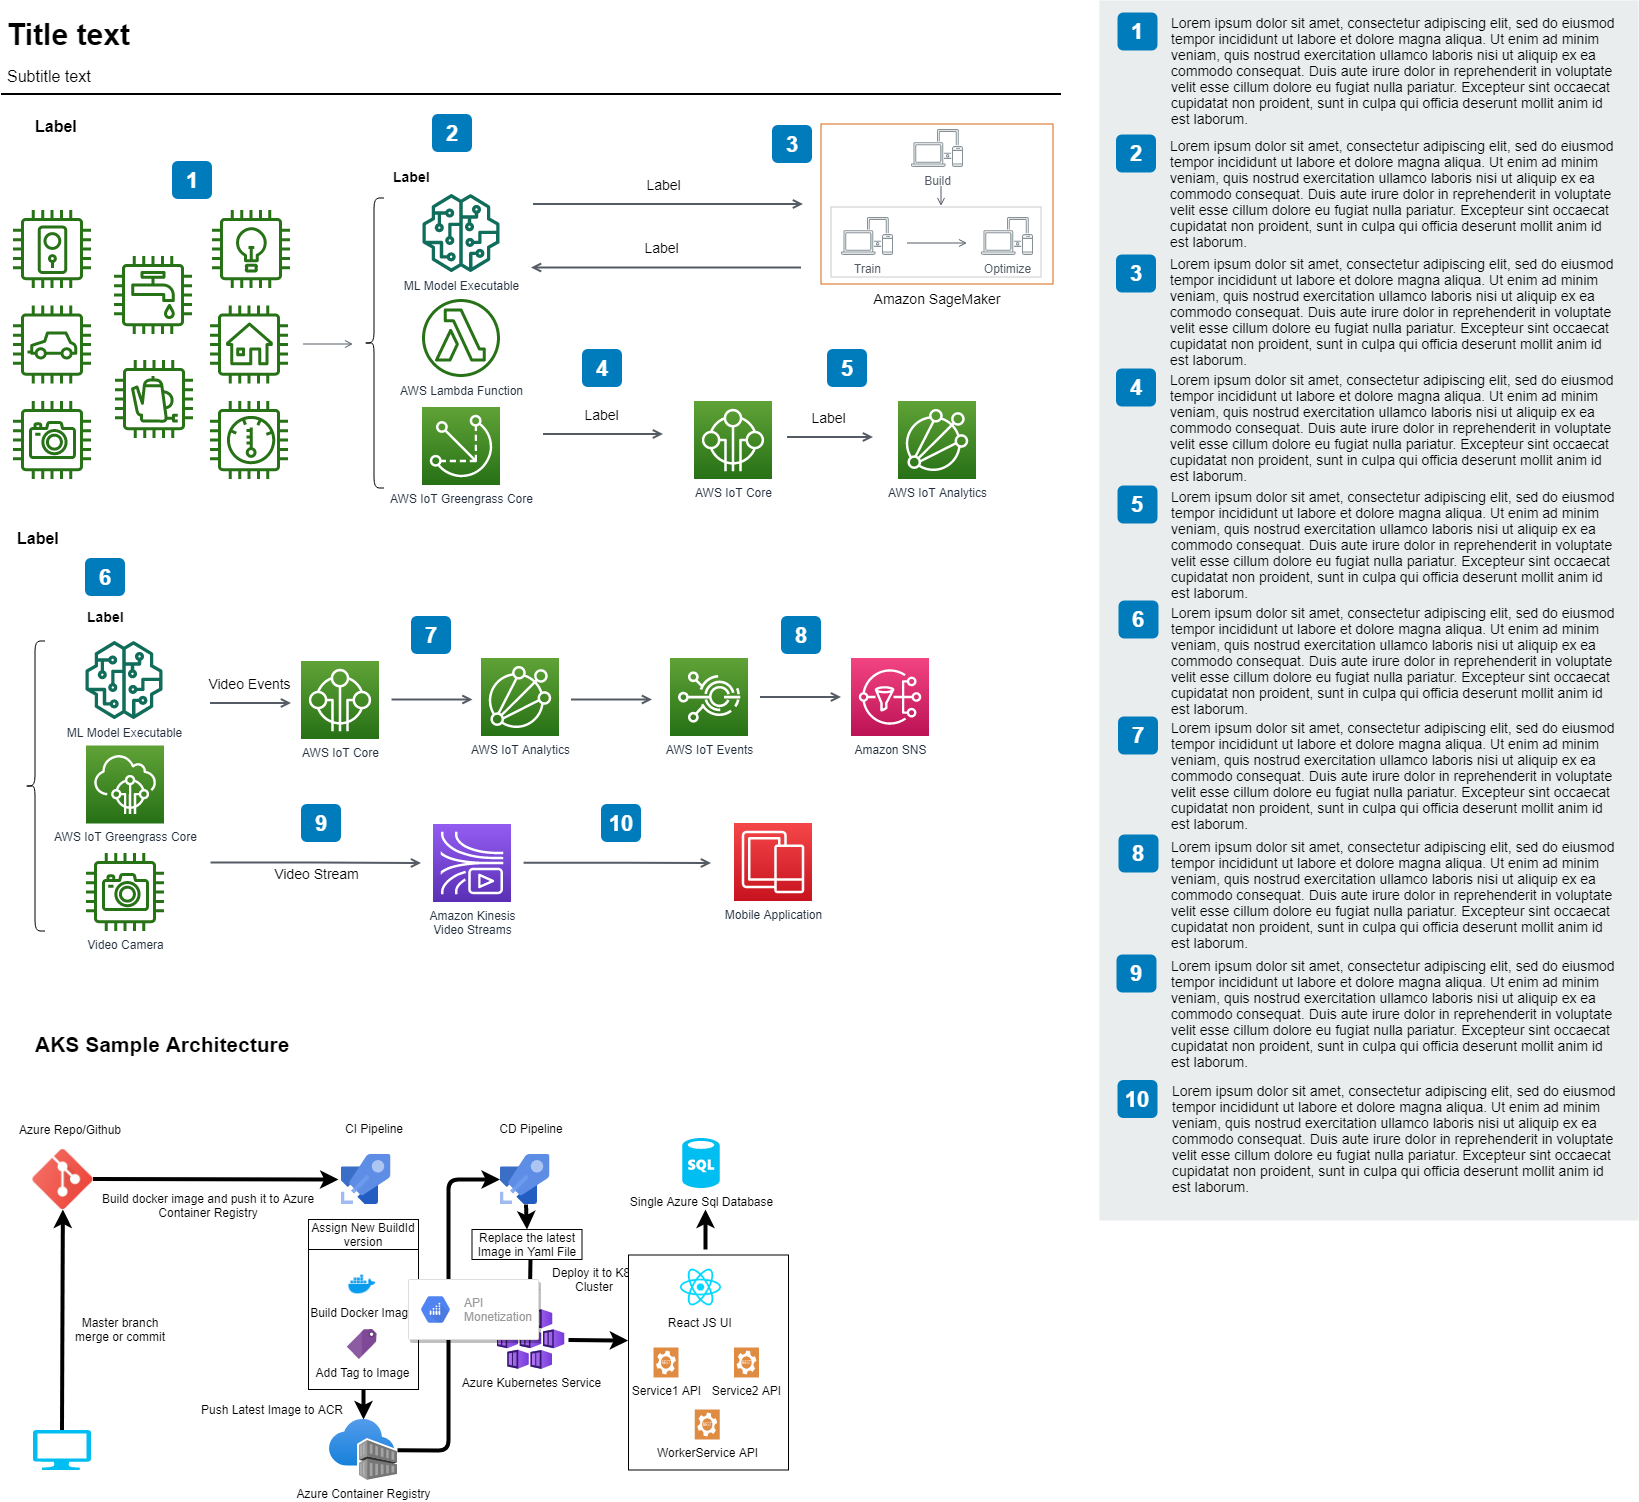 Title text
Subtitle text
Label
1
2
Label
ML Model Executable
AWS Lambda Function
AWS IoT Greengrass Core
Label
Label
3
Build
Train
Optimize
Amazon SageMaker
4
Label
AWS IoT Core
5
Label
AWS IoT Analytics
Label
6
Label
ML Model Executable
AWS IoT Greengrass Core
Video Camera
Video Events
AWS IoT Core
7
AWS IoT Analytics
AWS IoT Events
8
Amazon SNS
9
Video Stream
Amazon Kinesis
Video Streams
10
Mobile Application
AKS Sample Architecture
Azure Repo/Github
Build docker image and push it to Azure
Container Registry
Master branch
merge or commit
CI Pipeline
Assign New BuildId
version
Build Docker Imag
Add Tag to Image
Push Latest Image to ACR
Azure Container Registry
CD Pipeline
Replace the latest
Image in Yaml File
Deploy it to K8
Cluster
API
Monetization
Azure Kubernetes Service
SQL
Single Azure Sql Database
React JS UI
REST
Service1 API
REST
Service2 API
REST
WorkerService API
1
Lorem ipsum dolor sit amet, consectetur adipiscing elit, sed do eiusmod
tempor incididunt ut labore et dolore magna aliqua. Ut enim ad minim
veniam, quis nostrud exercitation ullamco laboris nisi ut aliquip ex ea
commodo consequat. Duis aute irure dolor in reprehenderit in voluptate
velit esse cillum dolore eu fugiat nulla pariatur. Excepteur sint occaecat
cupidatat non proident, sunt in culpa qui officia deserunt mollit anim id
est laborum.
2
Lorem ipsum dolor sit amet, consectetur adipiscing elit, sed do eiusmod
tempor incididunt ut labore et dolore magna aliqua. Ut enim ad minim
veniam, quis nostrud exercitation ullamco laboris nisi ut aliquip ex ea
commodo consequat. Duis aute irure dolor in reprehenderit in voluptate
velit esse cillum dolore eu fugiat nulla pariatur. Excepteur sint occaecat
cupidatat non proident, sunt in culpa qui officia deserunt mollit anim id
est laborum.
3
Lorem ipsum dolor sit amet, consectetur adipiscing elit, sed do eiusmod
tempor incididunt ut labore et dolore magna aliqua. Ut enim ad minim
veniam, quis nostrud exercitation ullamco laboris nisi ut aliquip ex ea
commodo consequat. Duis aute irure dolor in reprehenderit in voluptate
velit esse cillum dolore eu fugiat nulla pariatur. Excepteur sint occaecat
cupidatat non proident, sunt in culpa qui officia deserunt mollit anim id
est laborum.
4
Lorem ipsum dolor sit amet, consectetur adipiscing elit, sed do eiusmod
tempor incididunt ut labore et dolore magna aliqua. Ut enim ad minim
veniam, quis nostrud exercitation ullamco laboris nisi ut aliquip ex ea
commodo consequat. Duis aute irure dolor in reprehenderit in voluptate
velit esse cillum dolore eu fugiat nulla pariatur. Excepteur sint occaecat
cupidatat non proident, sunt in culpa qui officia deserunt mollit anim id
est laborum.
5
Lorem ipsum dolor sit amet, consectetur adipiscing elit, sed do eiusmod
tempor incididunt ut labore et dolore magna aliqua. Ut enim ad minim
veniam, quis nostrud exercitation ullamco laboris nisi ut aliquip ex ea
commodo consequat. Duis aute irure dolor in reprehenderit in voluptate
velit esse cillum dolore eu fugiat nulla pariatur. Excepteur sint occaecat
cupidatat non proident, sunt in culpa qui officia deserunt mollit anim id
est laborum.
6
Lorem ipsum dolor sit amet, consectetur adipiscing elit, sed do eiusmod
tempor incididunt ut labore et dolore magna aliqua. Ut enim ad minim
veniam, quis nostrud exercitation ullamco laboris nisi ut aliquip ex ea
commodo consequat. Duis aute irure dolor in reprehenderit in voluptate
velit esse cillum dolore eu fugiat nulla pariatur. Excepteur sint occaecat
cupidatat non proident, sunt in culpa qui officia deserunt mollit anim id
est laborum.
7
Lorem ipsum dolor sit amet, consectetur adipiscing elit, sed do eiusmod
tempor incididunt ut labore et dolore magna aliqua. Ut enim ad minim
veniam, quis nostrud exercitation ullamco laboris nisi ut aliquip ex ea
commodo consequat. Duis aute irure dolor in reprehenderit in voluptate
velit esse cillum dolore eu fugiat nulla pariatur. Excepteur sint occaecat
cupidatat non proident, sunt in culpa qui officia deserunt mollit anim id
est laborum.
8
Lorem ipsum dolor sit amet, consectetur adipiscing elit, sed do eiusmod
tempor incididunt ut labore et dolore magna aliqua. Ut enim ad minim
veniam, quis nostrud exercitation ullamco laboris nisi ut aliquip ex ea
commodo consequat. Duis aute irure dolor in reprehenderit in voluptate
velit esse cillum dolore eu fugiat nulla pariatur. Excepteur sint occaecat
cupidatat non proident, sunt in culpa qui officia deserunt mollit anim id
est laborum.
9
Lorem ipsum dolor sit amet, consectetur adipiscing elit, sed do eiusmod
tempor incididunt ut labore et dolore magna aliqua. Ut enim ad minim
veniam, quis nostrud exercitation ullamco laboris nisi ut aliquip ex ea
commodo consequat. Duis aute irure dolor in reprehenderit in voluptate
velit esse cillum dolore eu fugiat nulla pariatur. Excepteur sint occaecat
cupidatat non proident, sunt in culpa qui officia deserunt mollit anim id
est laborum.
10
Lorem ipsum dolor sit amet, consectetur adipiscing elit, sed do eiusmod
tempor incididunt ut labore et dolore magna aliqua. Ut enim ad minim
veniam, quis nostrud exercitation ullamco laboris nisi ut aliquip ex ea
commodo consequat. Duis aute irure dolor in reprehenderit in voluptate
velit esse cillum dolore eu fugiat nulla pariatur. Excepteur sint occaecat
cupidatat non proident, sunt in culpa qui officia deserunt mollit anim id
est laborum.